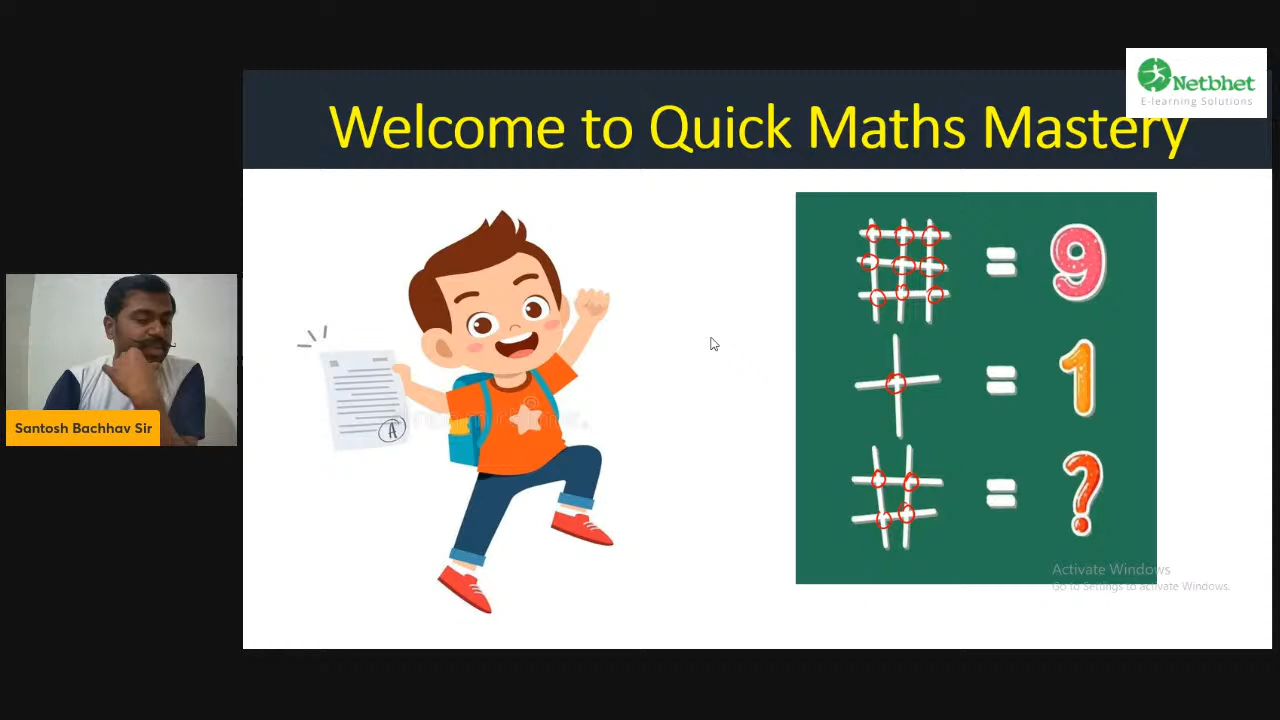 Netbhet
E-learning Solutions
Welcome to Quick Maths Mastery
= 9
= 1
= ?
A
Santosh Bachhav Sir
Activate Windows
Go to Settings to activate Windows.